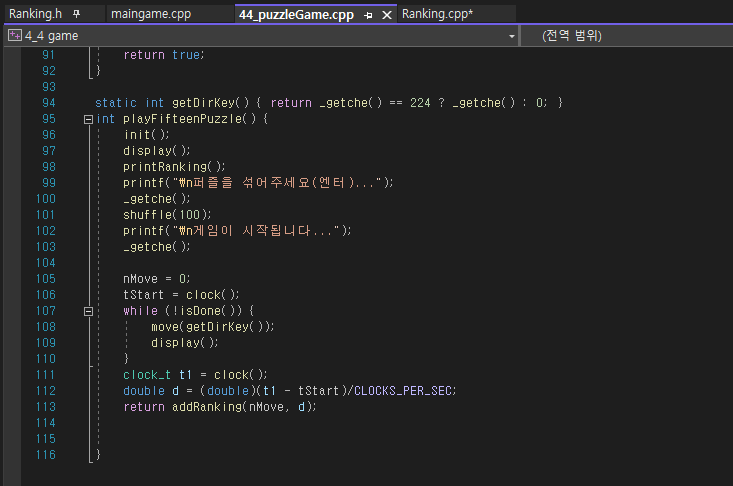 Ranking.h maingame.cpp 44_puzzleGame.cpp Ranking.cpp*
4_4 game (전역 범위)
91 return true;
92 }
93
94 static int getDirKey() { return _getche() == 224 ? _getche() : 0; }
95 int playFifteenPuzzle() {
96 init();
97 display();
98 printRanking();
99 printf("₩n퍼즐을 섞어주세요(엔터)...");
100 _getche();
101 shuffle(100);
102 printf("₩n게임이 시작됩니다...");
103 _getche();
104
105 nMove = 0;
106 tStart = clock();
107 while (!isDone()) {
108 move(getDirKey());
109 display();
110 }
111 clock_t t1 = clock();
112 double d = (double)(t1 - tStart)/CLOCKS_PER_SEC;
113 return addRanking(nMove, d);
114
115
116 }